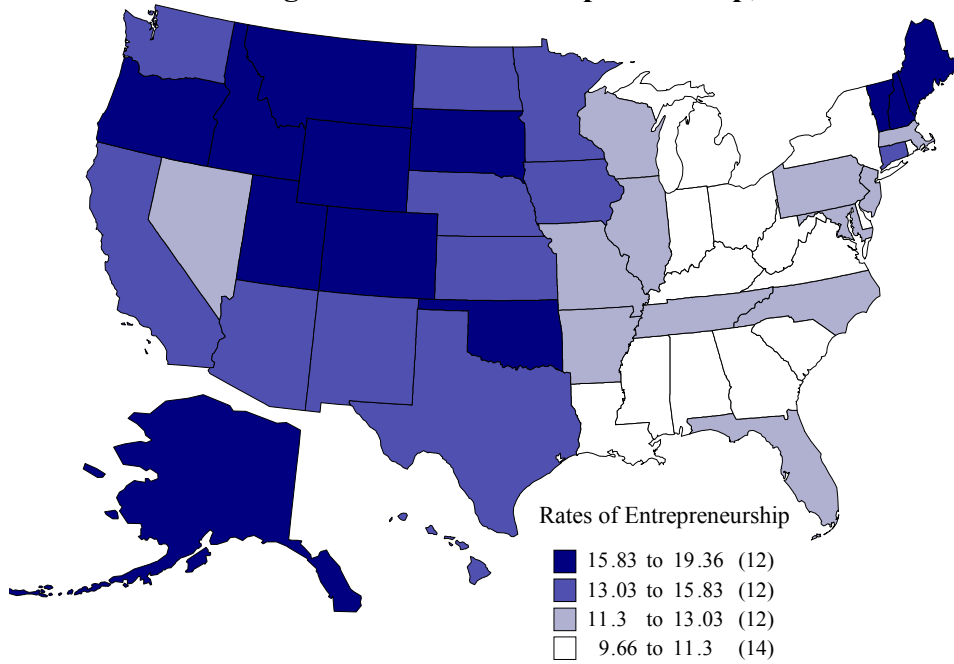 Rates of Entrepreneurship
15.83 to 19.36 (12)
13.03 to 15.83 (12)
11.3 to 13.03 (12)
9.66 to 11.3 (14)